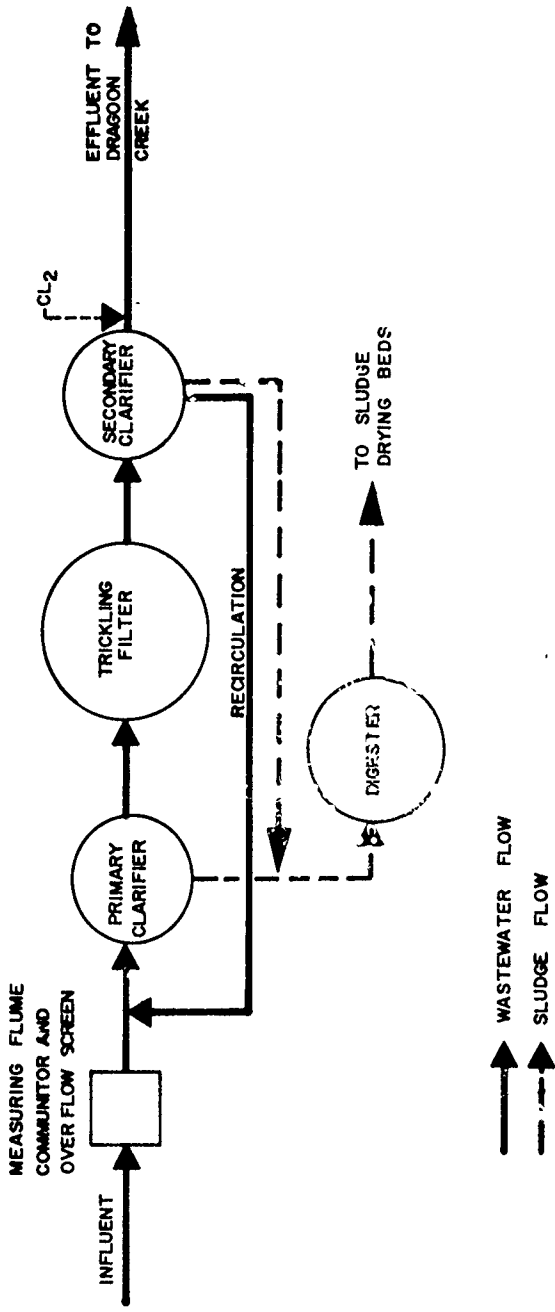 MEASURING FLUME
COMMUNITOR AND
OVER FLOW SCREEN
INFLUENT
PRIMARY
CLARIFIER
TRICKLING
FILTER
SECONDARY
CLARIFIER
CL2
EFFLUENT TO
DRAGOON
CREEK
RECIRCULATION
DIGESTER
TO SLUDGE
DRYING BEDS
WASTEWATER FLOW
SLUDGE FLOW